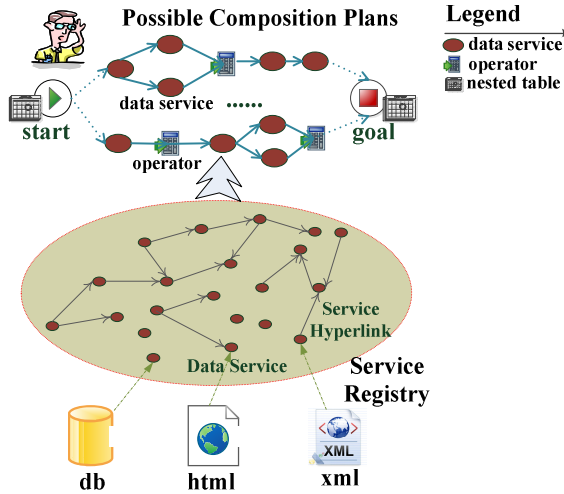 Possible Composition Plans
Legend
data service
operator
nested table
data service
......
start
goal
operator
Service
Hyperlink
Data Service
Service
Registry
XML
db
html
xml